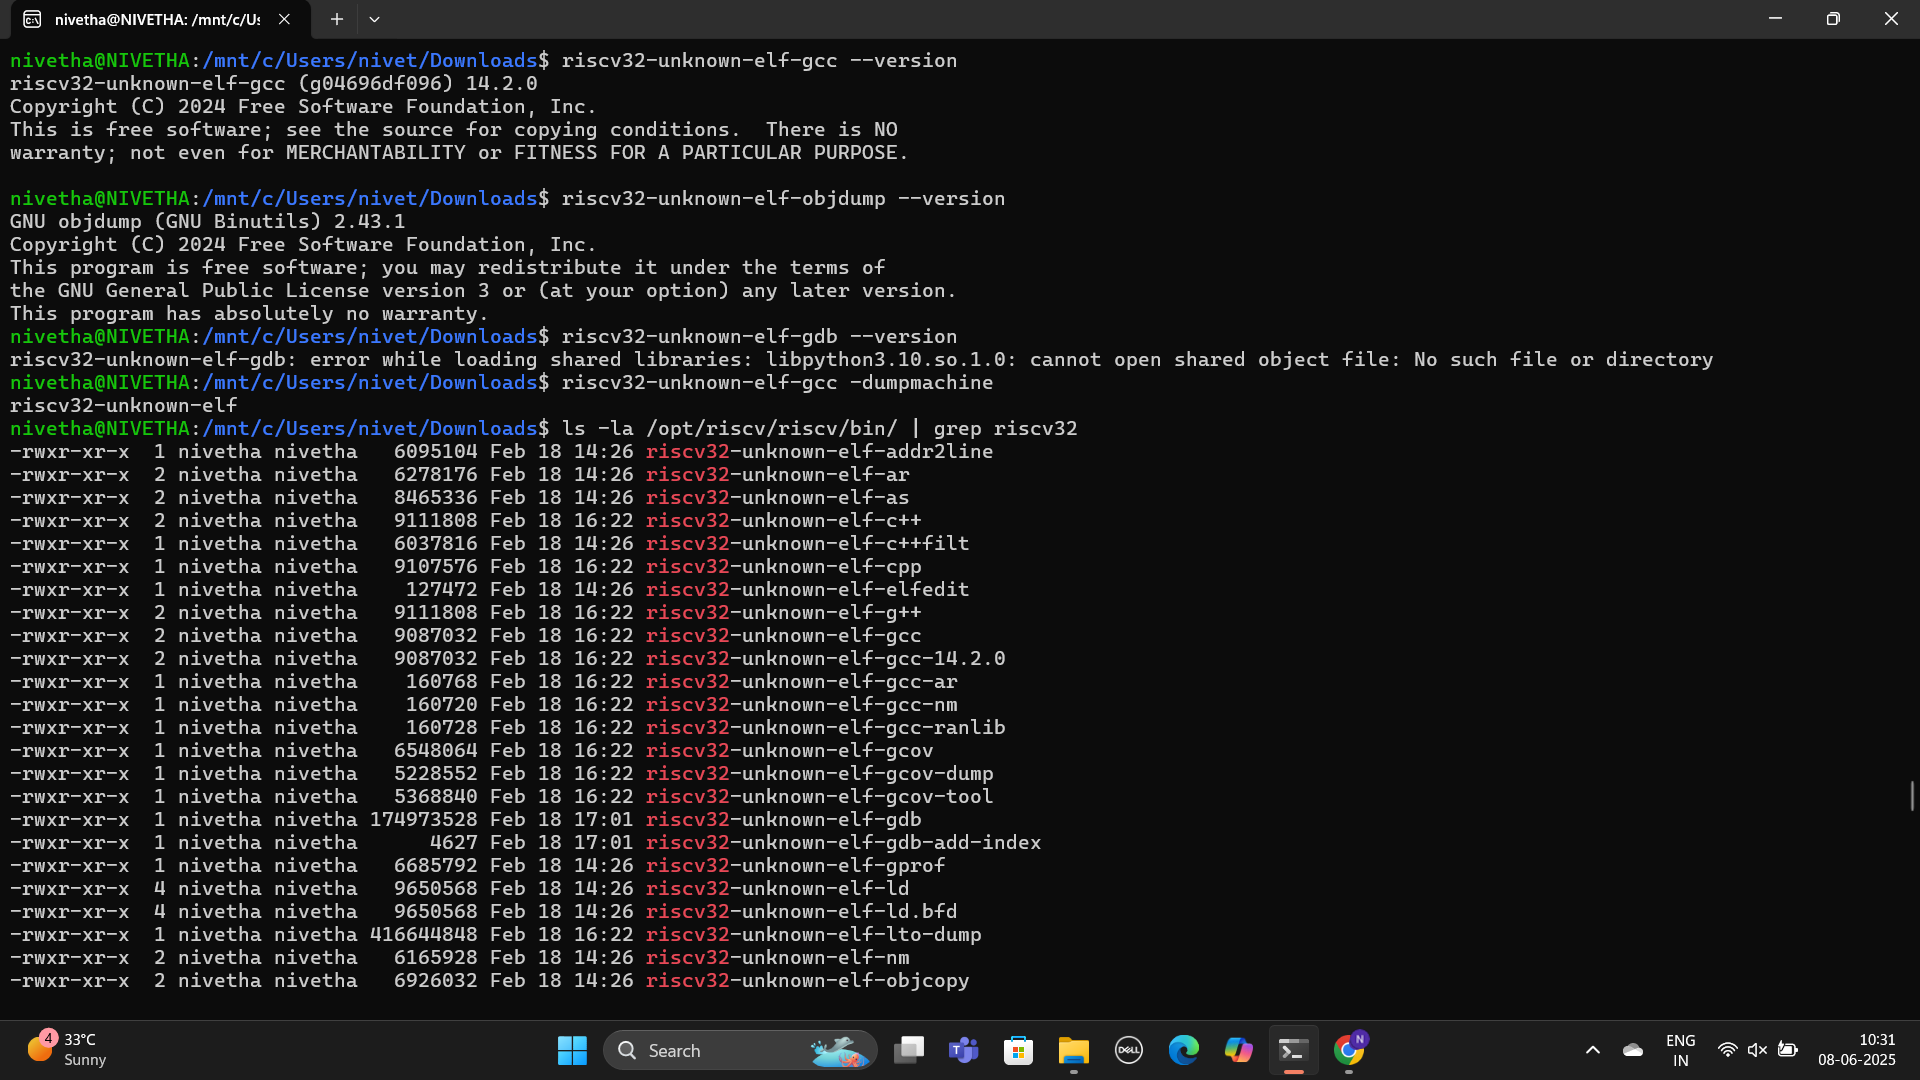 nivetha@NIVETHA: /mnt/c/Us
nivetha@NIVETHA:/mnt/c/Users/nivet/Downloads$ riscv32-unknown-elf-gcc --version
riscv32-unknown-elf-gcc (g04696df096) 14.2.0
Copyright (C) 2024 Free Software Foundation, Inc.
This is free software; see the source for copying conditions.  There is NO
warranty; not even for MERCHANTABILITY or FITNESS FOR A PARTICULAR PURPOSE.
nivetha@NIVETHA:/mnt/c/Users/nivet/Downloads$ riscv32-unknown-elf-objdump --version
GNU objdump (GNU Binutils) 2.43.1
Copyright (C) 2024 Free Software Foundation, Inc.
This program is free software; you may redistribute it under the terms of
the GNU General Public License version 3 or (at your option) any later version.
This program has absolutely no warranty.
nivetha@NIVETHA:/mnt/c/Users/nivet/Downloads$ riscv32-unknown-elf-gdb --version
riscv32-unknown-elf-gdb: error while loading shared libraries: libpython3.10.so.1.0: cannot open shared object file: No such file or directory
nivetha@NIVETHA:/mnt/c/Users/nivet/Downloads$ riscv32-unknown-elf-gcc -dumpmachine
riscv32-unknown-elf
nivetha@NIVETHA:/mnt/c/Users/nivet/Downloads$ ls -la /opt/riscv/riscv/bin/ | grep riscv32
-rwxr-xr-x  1 nivetha nivetha   6095104 Feb 18 14:26 riscv32-unknown-elf-addr2line
-rwxr-xr-x  2 nivetha nivetha   6278176 Feb 18 14:26 riscv32-unknown-elf-ar
-rwxr-xr-x  2 nivetha nivetha   8465336 Feb 18 14:26 riscv32-unknown-elf-as
-rwxr-xr-x  2 nivetha nivetha   9111808 Feb 18 16:22 riscv32-unknown-elf-c++
-rwxr-xr-x  1 nivetha nivetha   6037816 Feb 18 14:26 riscv32-unknown-elf-c++filt
-rwxr-xr-x  1 nivetha nivetha   9107576 Feb 18 16:22 riscv32-unknown-elf-cpp
-rwxr-xr-x  1 nivetha nivetha    127472 Feb 18 14:26 riscv32-unknown-elf-elfedit
-rwxr-xr-x  2 nivetha nivetha   9111808 Feb 18 16:22 riscv32-unknown-elf-g++
-rwxr-xr-x  2 nivetha nivetha   9087032 Feb 18 16:22 riscv32-unknown-elf-gcc
-rwxr-xr-x  2 nivetha nivetha   9087032 Feb 18 16:22 riscv32-unknown-elf-gcc-14.2.0
-rwxr-xr-x  1 nivetha nivetha    160768 Feb 18 16:22 riscv32-unknown-elf-gcc-ar
-rwxr-xr-x  1 nivetha nivetha    160720 Feb 18 16:22 riscv32-unknown-elf-gcc-nm
-rwxr-xr-x  1 nivetha nivetha    160728 Feb 18 16:22 riscv32-unknown-elf-gcc-ranlib
-rwxr-xr-x  1 nivetha nivetha   6548064 Feb 18 16:22 riscv32-unknown-elf-gcov
-rwxr-xr-x  1 nivetha nivetha   5228552 Feb 18 16:22 riscv32-unknown-elf-gcov-dump
-rwxr-xr-x  1 nivetha nivetha   5368840 Feb 18 16:22 riscv32-unknown-elf-gcov-tool
-rwxr-xr-x  1 nivetha nivetha 174973528 Feb 18 17:01 riscv32-unknown-elf-gdb
-rwxr-xr-x  1 nivetha nivetha      4627 Feb 18 17:01 riscv32-unknown-elf-gdb-add-index
-rwxr-xr-x  1 nivetha nivetha   6685792 Feb 18 14:26 riscv32-unknown-elf-gprof
-rwxr-xr-x  4 nivetha nivetha   9650568 Feb 18 14:26 riscv32-unknown-elf-ld
-rwxr-xr-x  4 nivetha nivetha   9650568 Feb 18 14:26 riscv32-unknown-elf-ld.bfd
-rwxr-xr-x  1 nivetha nivetha 416644848 Feb 18 16:22 riscv32-unknown-elf-lto-dump
-rwxr-xr-x  2 nivetha nivetha   6165928 Feb 18 14:26 riscv32-unknown-elf-nm
-rwxr-xr-x  2 nivetha nivetha   6926032 Feb 18 14:26 riscv32-unknown-elf-objcopy
4
33°C
Sunny
Search
T
DELL
N
ENG
IN
10:31
08-06-2025